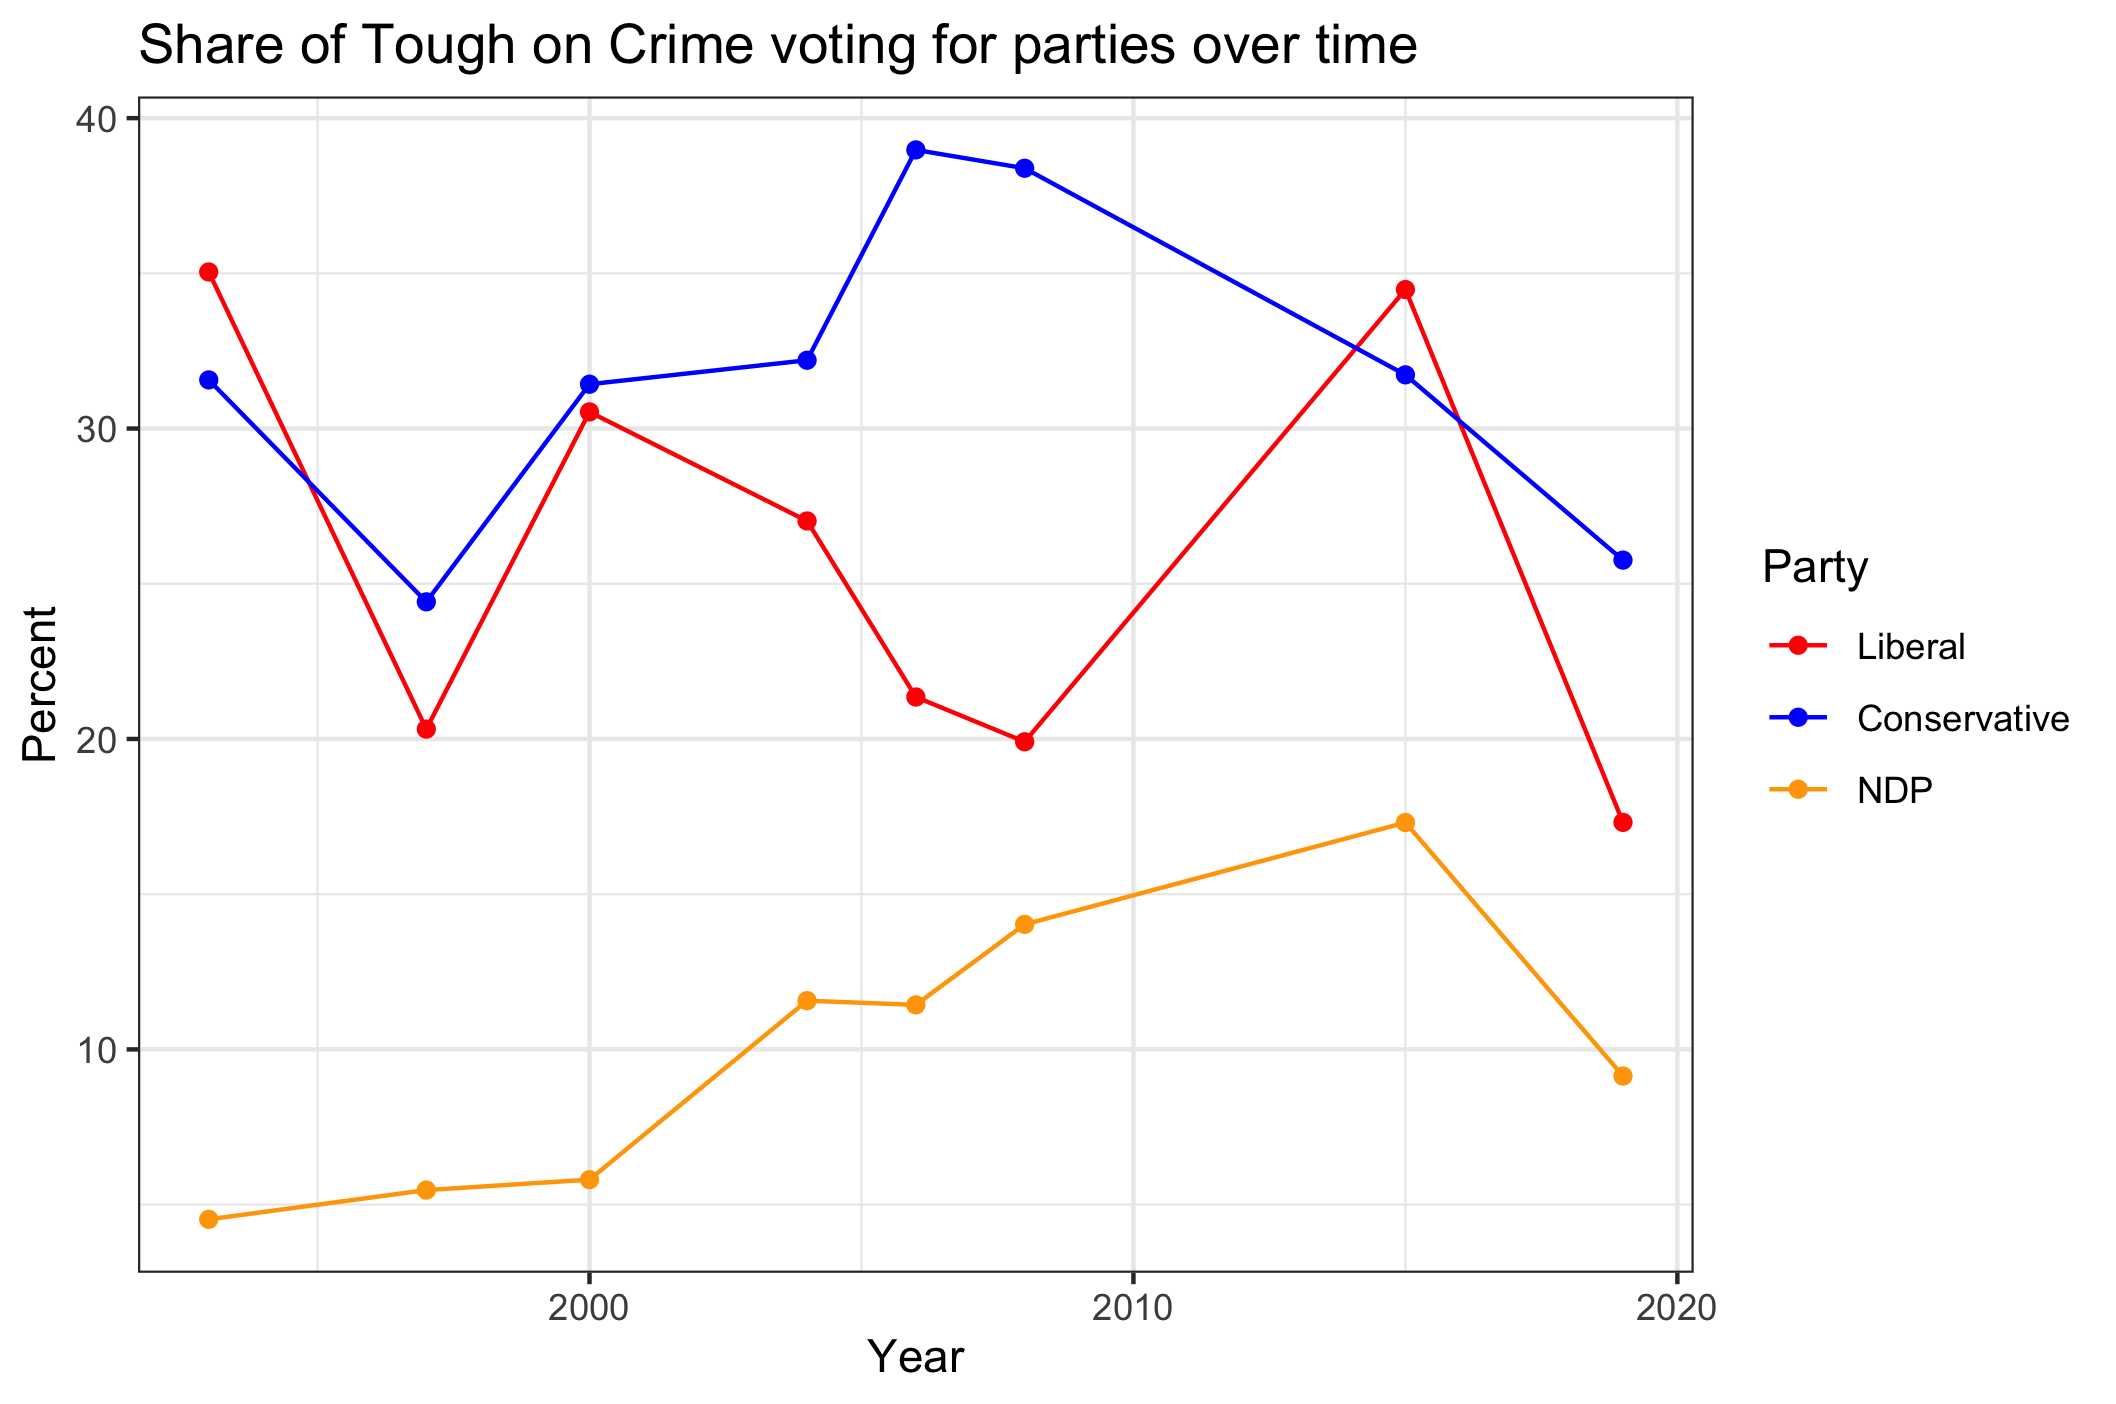 Share of Tough on Crime voting for parties over time
40
30
20
10
Percent
2000 2010 2020
Year
Party
Liberal
Conservative
NDP